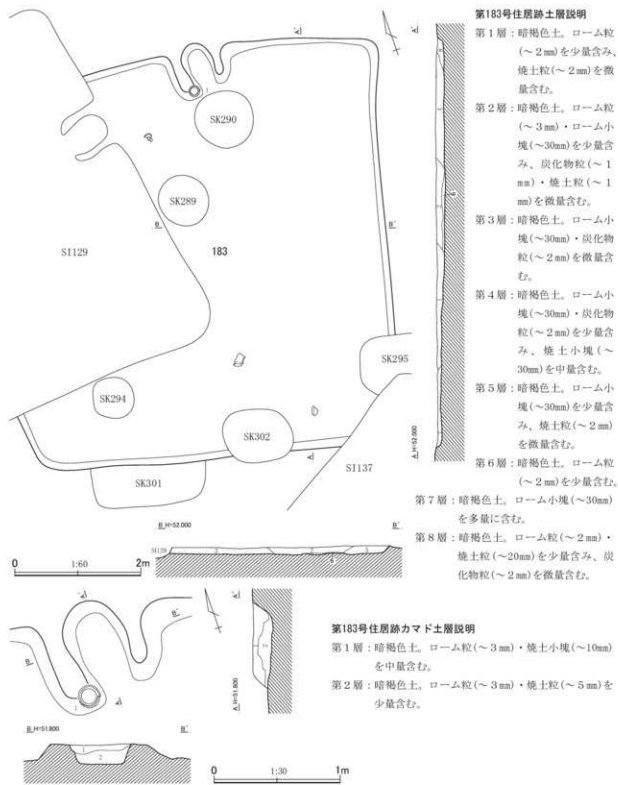 第183号住居跡土層説明
第1層：暗褐色土。ローム粒
(～2㎜)を少量含み、
焼土粒(～2㎜)を微
量含む。
第2層：暗褐色土。ローム粒
(～3㎜)・ローム小
塊(～30㎜)を少量含
み、炭化物粒(～1
㎜)・焼土粒(～1
㎜)を微量含む。
第3層：暗褐色土。ローム小
塊(～30㎜)・炭化物
粒(～2㎜)を微量含
む。
第4層：暗褐色土。ローム小
塊(～30㎜)・炭化物
粒(～2㎜)を少量含
み、焼土小塊(～
30㎜)を中量含む。
第5層：暗褐色土。ローム小
塊(～30㎜)を少量含
み、焼土粒(～2㎜)
を微量含む。
第6層：暗褐色土。ローム粒
(～2㎜)を少量含む。
第7層：暗褐色土。ローム小塊(～30㎜)
を多量に含む。
第8層：暗褐色土。ローム粒(～2㎜)・
焼土粒(～20㎜)を少量含み、炭
化物粒(～2㎜)を微量含む。
A'
A'
SK290
SK289
B
B'
SI129
183
6
SK295
SK294
SK302
A
SI137
SK301
A H=52.000
B H=52.000
B'
SI129
6
0 1:60 2m
第183号住居跡カマド土層説明
第1層：暗褐色土。ローム粒(～3㎜)・焼土小塊(～10㎜)
を中量含む。
第2層：暗褐色土。ローム粒(～3㎜)・焼土粒(～5㎜)を
少量含む。
A'
B'
A'
B
1
A
2
A H=51.800
B H=51.800
B'
1
2
0 1:30 1m